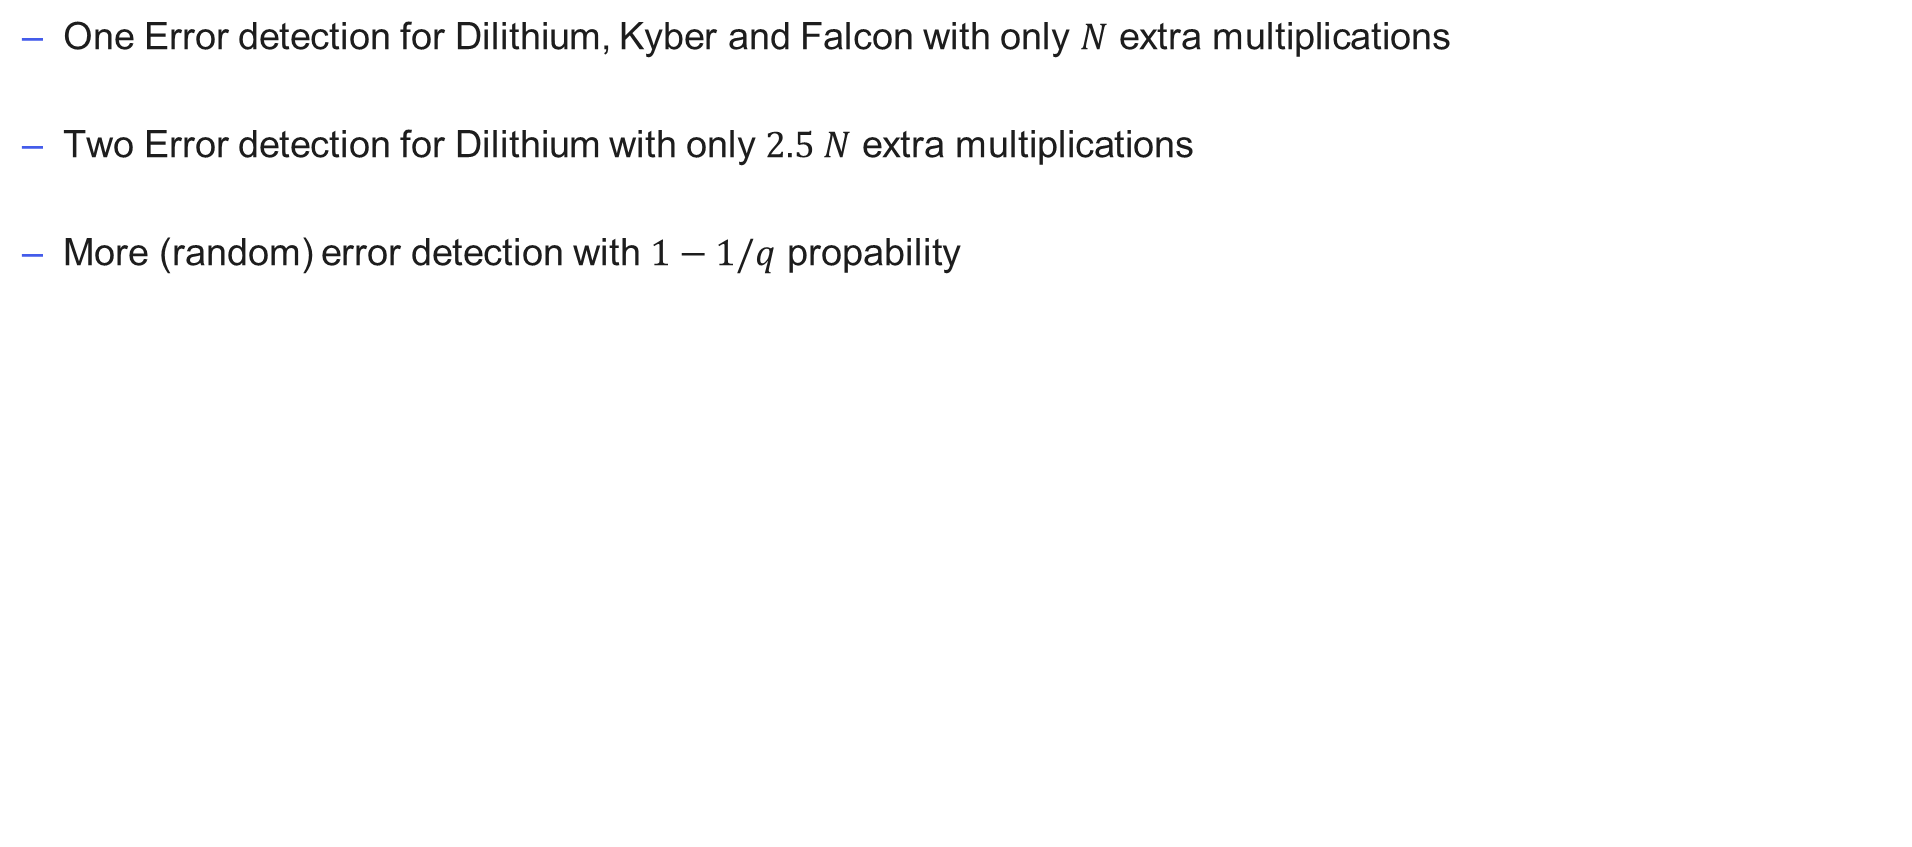 – One Error detection for Dilithium, Kyber and Falcon with only N extra multiplications
– Two Error detection for Dilithium with only 2.5 N extra multiplications
– More (random) error detection with 1 − 1/q propability